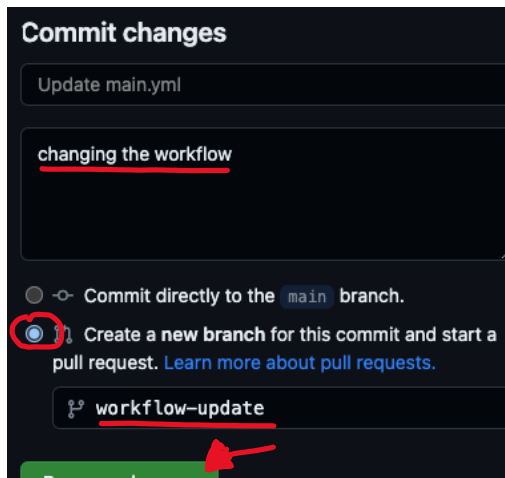 Commit changes
Update main.yml
changing the workflow
Commit directly to the main branch.
Create a new branch for this commit and start a
pull request. Learn more about pull requests.
workflow-update